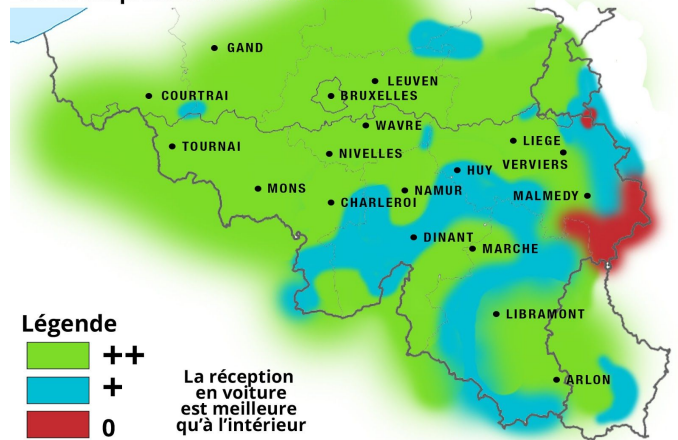 GAND
LEUVEN
COURTRAI
BRUXELLES
WAVRE
TOURNAI
NIVELLES
LIEGE
VERVIERS
HUY
MONS
NAMUR
MALMEDY
CHARLEROI
DINANT
MARCHE
LIBRAMONT
ARLON
Légende
++
+
0
La réception
en voiture
est meilleure
qu'à l'intérieur